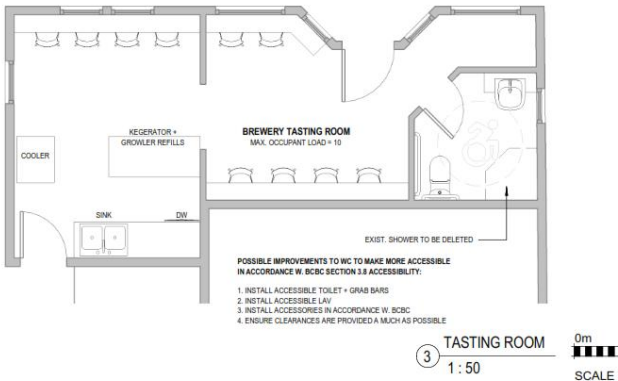 KEGERATOR +
GROWLER REFILLS
BREWERY TASTING ROOM
MAX. OCCUPANT LOAD = 10
COOLER
SINK
DW
EXIST. SHOWER TO BE DELETED
POSSIBLE IMPROVEMENTS TO WC TO MAKE MORE ACCESSIBLE
IN ACCORDANCE W. BCBC SECTION 3.8 ACCESSIBILITY:
1. INSTALL ACCESSIBLE TOILET + GRAB BARS
2. INSTALL ACCESSIBLE LAV
3. INSTALL ACCESSORIES IN ACCORDANCE W. BCBC
4. ENSURE CLEARANCES ARE PROVIDED A MUCH AS POSSIBLE
3
TASTING ROOM
1 : 50
0m
SCALE